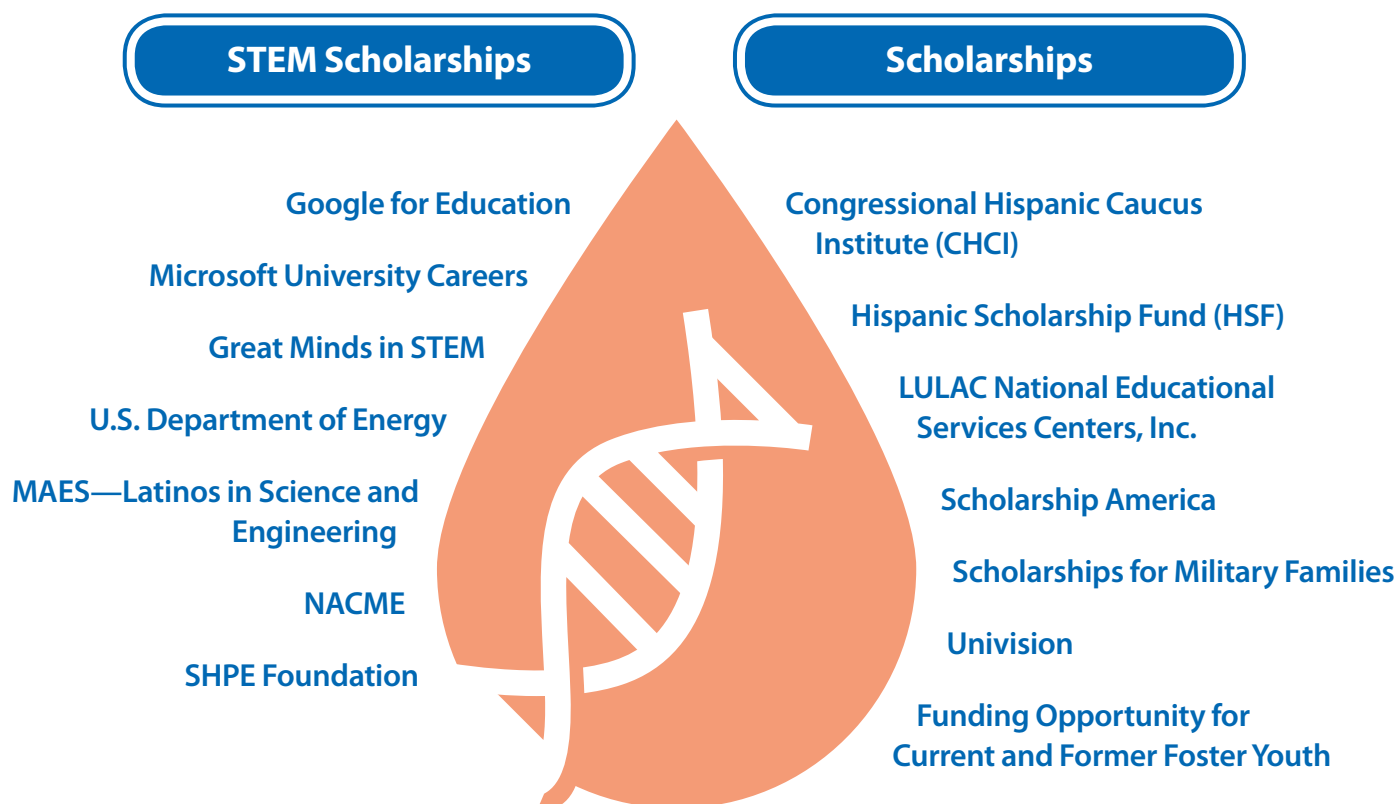 STEM Scholarships
Google for Education
Microsoft University Careers
Great Minds in STEM
U.S. Department of Energy
MAES—Latinos in Science and
Engineering
NACME
SHPE Foundation
Scholarships
Congressional Hispanic Caucus
Institute (CHCI)
Hispanic Scholarship Fund (HSF)
LULAC National Educational
Services Centers, Inc.
Scholarship America
Scholarships for Military Families
Univision
Funding Opportunity for
Current and Former Foster Youth